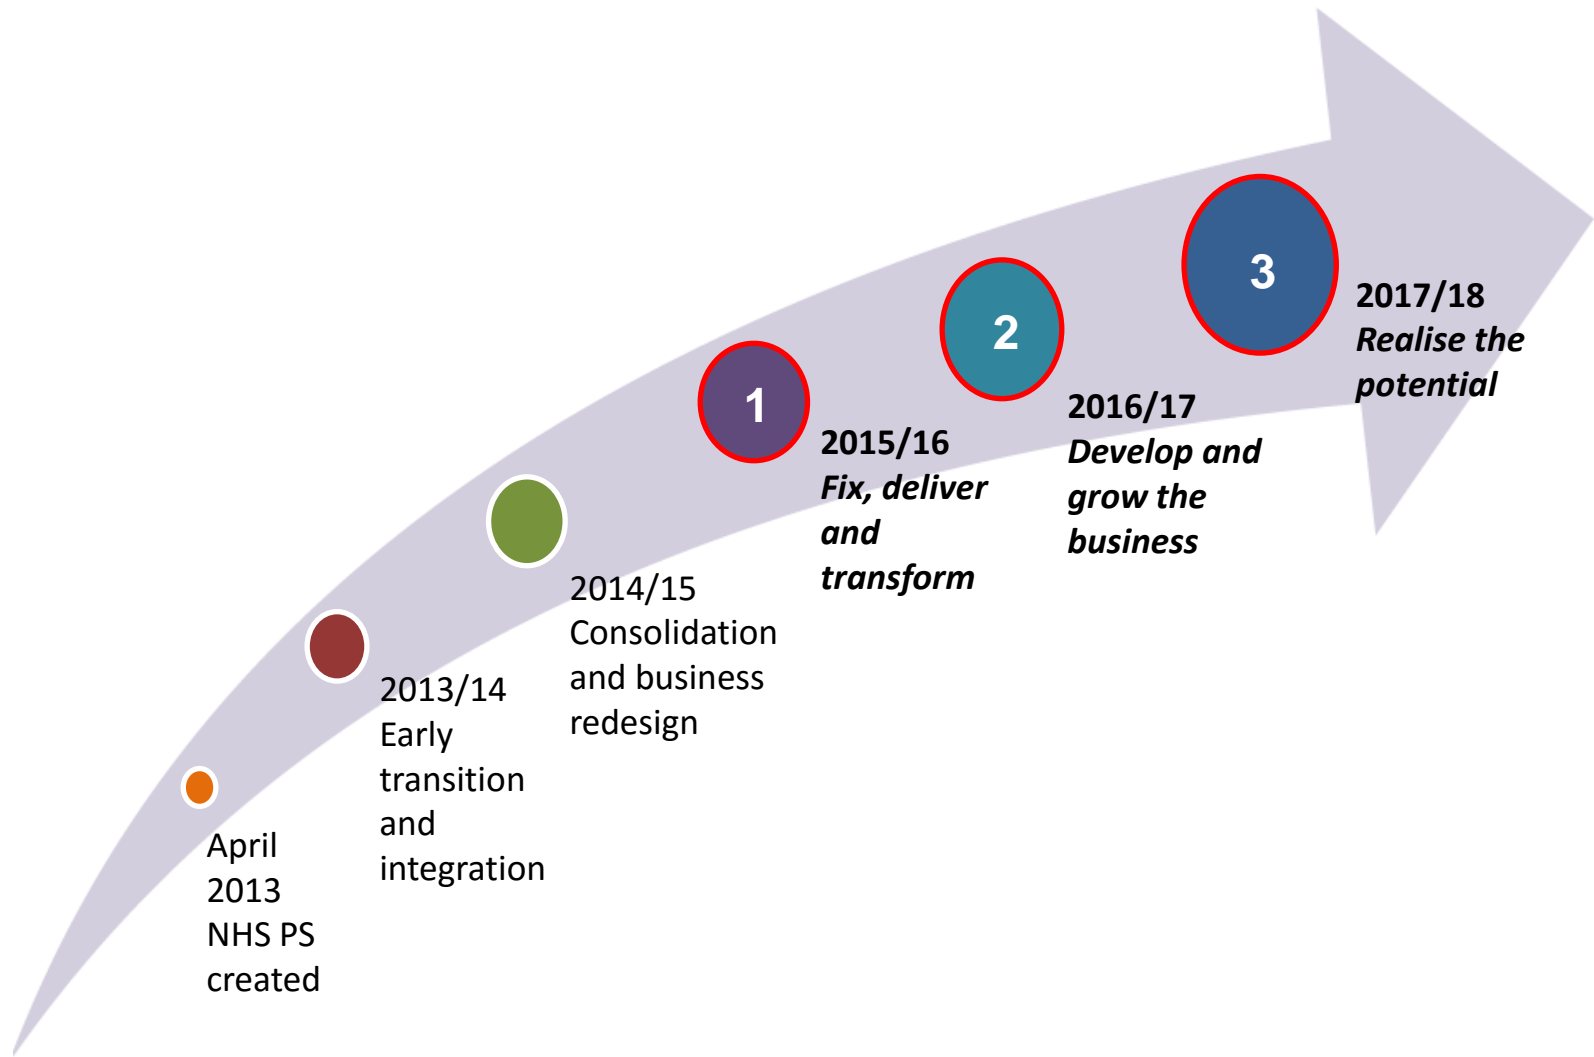 April
2013
NHS PS
created
2013/14
Early
transition
and
integration
2014/15
Consolidation
and business
redesign
1
2015/16
Fix, deliver
and
transform
2
2016/17
Develop and
grow the
business
3
2017/18
Realise the
potential